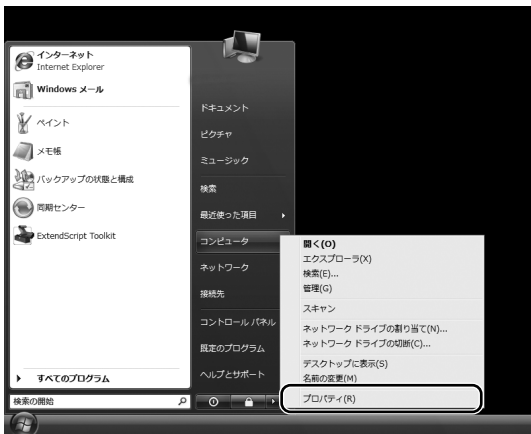 インターネット
Internet Explorer
Windows メール
ペイント
メモ帳
バックアップの状態と構成
同期センター
ExtendScript Toolkit
すべてのプログラム
検索の開始
ドキュメント
ピクチャ
ミュージック
検索
最近使った項目
コンピュータ
ネットワーク
接続先
コントロール パネル
既定のプログラム
ヘルプとサポート
開く(O)
エクスプローラ(X)
検索(E)...
管理(G)
スキャン
ネットワーク ドライブの割り当て(N)...
ネットワーク ドライブの切断(C)...
デスクトップに表示(S)
名前の変更(M)
プロパティ(R)